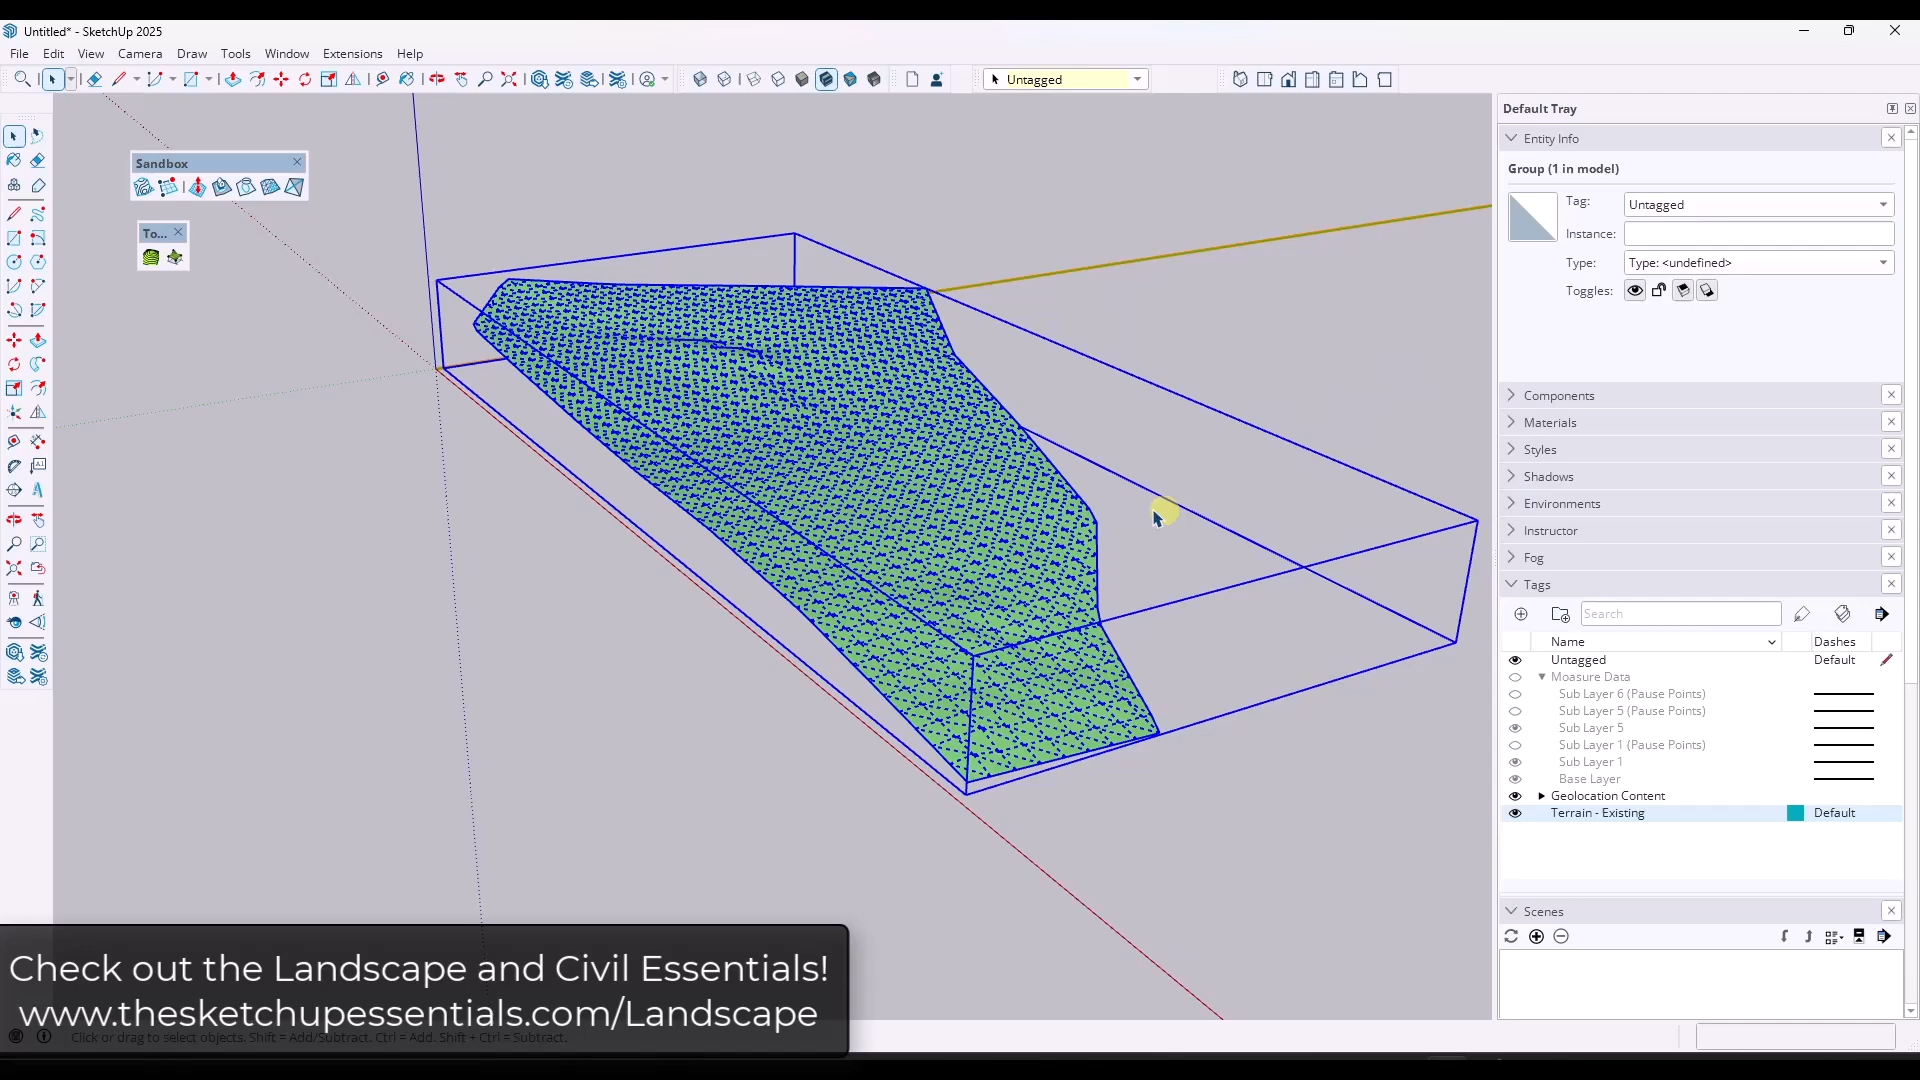 Untitled* - SketchUp 2025
File Edit View Camera Draw Tools Window Extensions Help
Untagged
Default Tray
Sandbox
To...
Entity Info
Group (1 in model)
Tag: Untagged
Instance:
Type: Type: <undefined>
Toggles:
Components
Materials
Styles
Shadows
Environments
Instructor
Fog
Tags
Search
Name Dashes
Untagged Default
Moasure Data
Sub Layer 6 (Pause Points)
Sub Layer 5 (Pause Points)
Sub Layer 5
Sub Layer 1 (Pause Points)
Sub Layer 1
Base Layer
Geolocation Content
Terrain - Existing Default
Scenes
Check out the Landscape and Civil Essentials!
www.thesketchupessentials.com/Landscape
Click or drag to select objects. Shift = Add/Subtract. Ctrl = Add. Shift + Ctrl = Subtract.